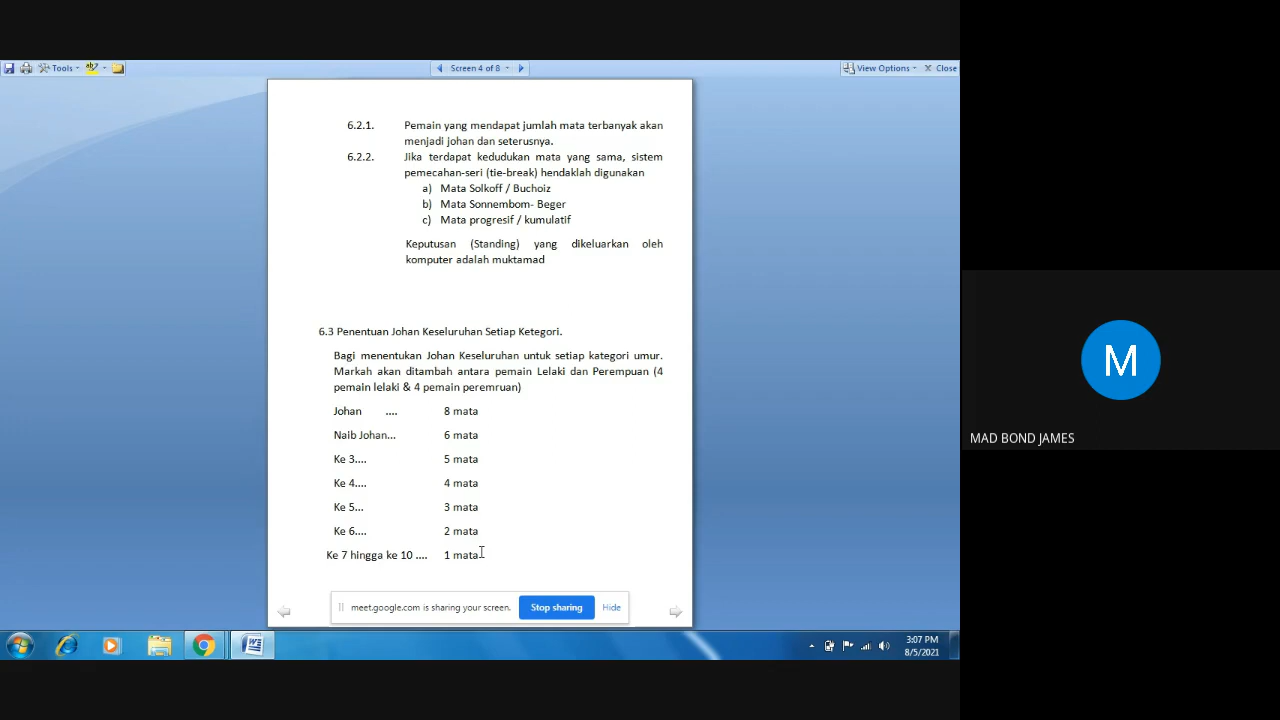 Tools
Screen 4 of 8
View Options
Close
6.2.1. Pemain yang mendapat jumlah mata terbanyak akan
menjadi johan dan seterusnya.
6.2.2. Jika terdapat kedudukan mata yang sama, sistem
pemecahan-seri (tie-break) hendaklah digunakan
a) Mata Solkoff / Buchoiz
b) Mata Sonnembom- Beger
c) Mata progresif / kumulatif
Keputusan (Standing) yang dikeluarkan oleh
komputer adalah muktamad
6.3 Penentuan Johan Keseluruhan Setiap Ketegori.
Bagi menentukan Johan Keseluruhan untuk setiap kategori umur.
Markah akan ditambah antara pemain Lelaki dan Perempuan (4
pemain lelaki & 4 pemain peremruan)
Johan .... 8 mata
Naib Johan... 6 mata
Ke 3.... 5 mata
Ke 4.... 4 mata
Ke 5... 3 mata
Ke 6.... 2 mata
Ke 7 hingga ke 10 .... 1 mata
meet.google.com is sharing your screen.
Stop sharing
Hide
3:07 PM
8/5/2021
M
MAD BOND JAMES